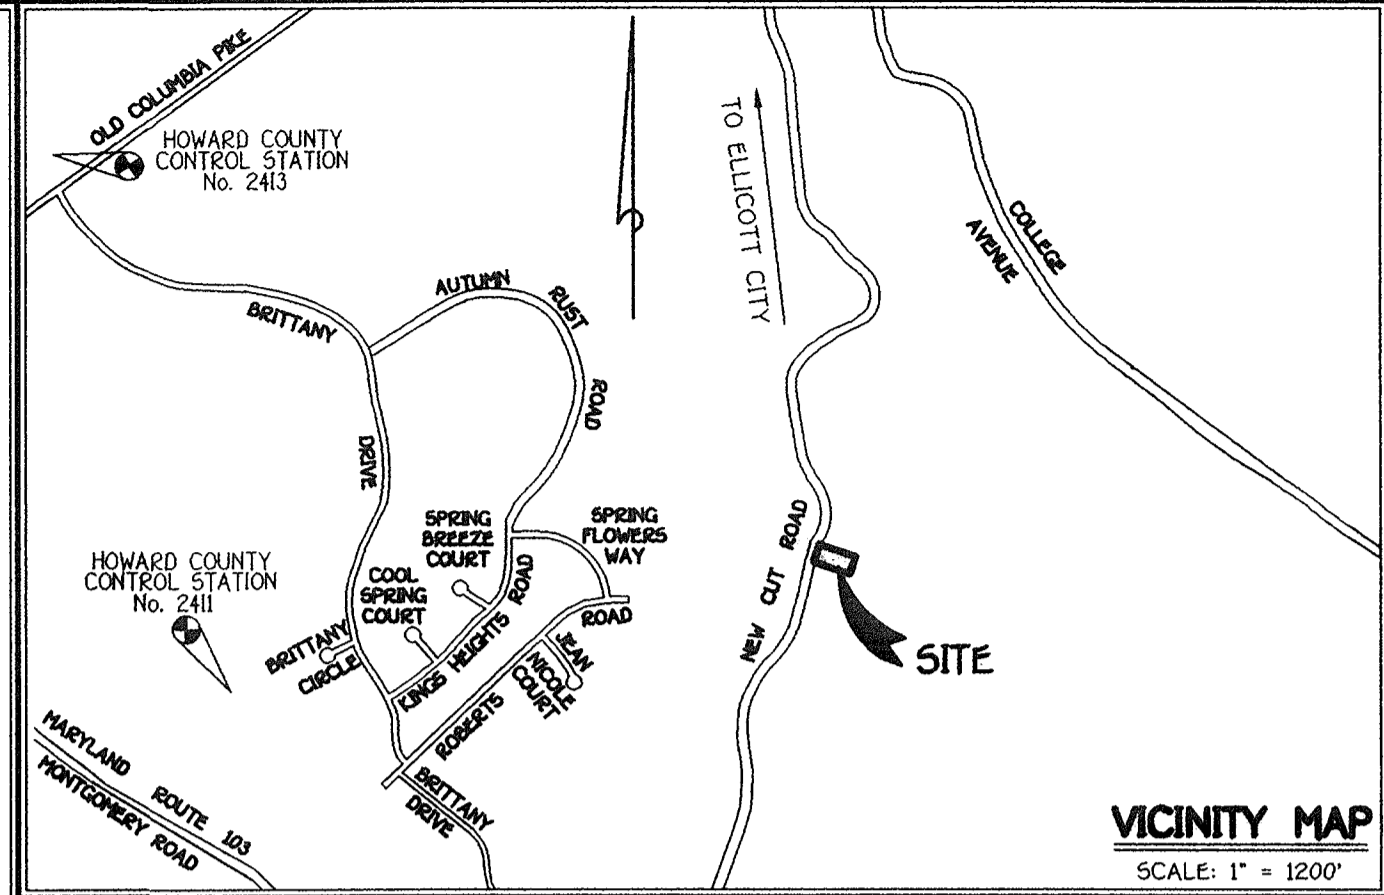 OLD COLUMBIA PIKE
HOWARD COUNTY
CONTROL STATION
No. 2413
TO ELLICOTT CITY
COLLEGE
AVENUE
AUTUMN
RUST
ROAD
BRITTANY
DRIVE
SPRING
BREEZE
COURT
SPRING
FLOWERS
WAY
COOL
SPRING
COURT
HOWARD COUNTY
CONTROL STATION
No. 2411
BRITTANY
CIRCLE
KINGS HEIGHTS ROAD
ROBERTS
ROAD
JEAN
NICOLE
COURT
NEW CUT ROAD
SITE
BRITTANY
DRIVE
MARYLAND ROUTE 103
MONTGOMERY ROAD
VICINITY MAP
SCALE: 1" = 1200'